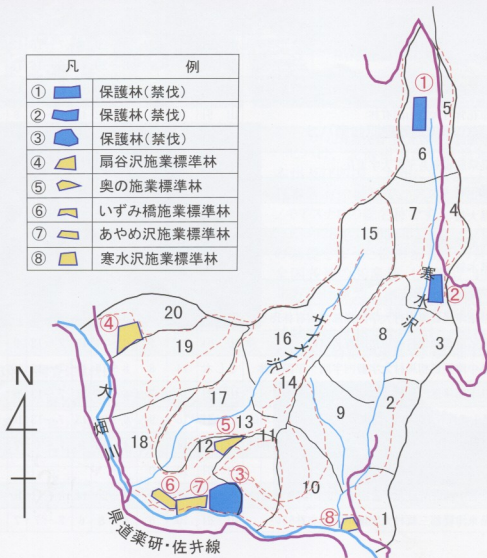 凡 例
① 保護林(禁伐)
② 保護林(禁伐)
③ 保護林(禁伐)
④ 扇谷沢施業標準林
⑤ 奥の施業標準林
⑥ いずみ橋施業標準林
⑦ あやめ沢施業標準林
⑧ 寒水沢施業標準林
①
5
6
7
4
15
寒水沢
②
20
④
19
16
8
3
N
大畑川
17
14
9
2
⑤
13
18
12
11
③
⑥
⑦
10
⑧
1
県道薬研・佐井線